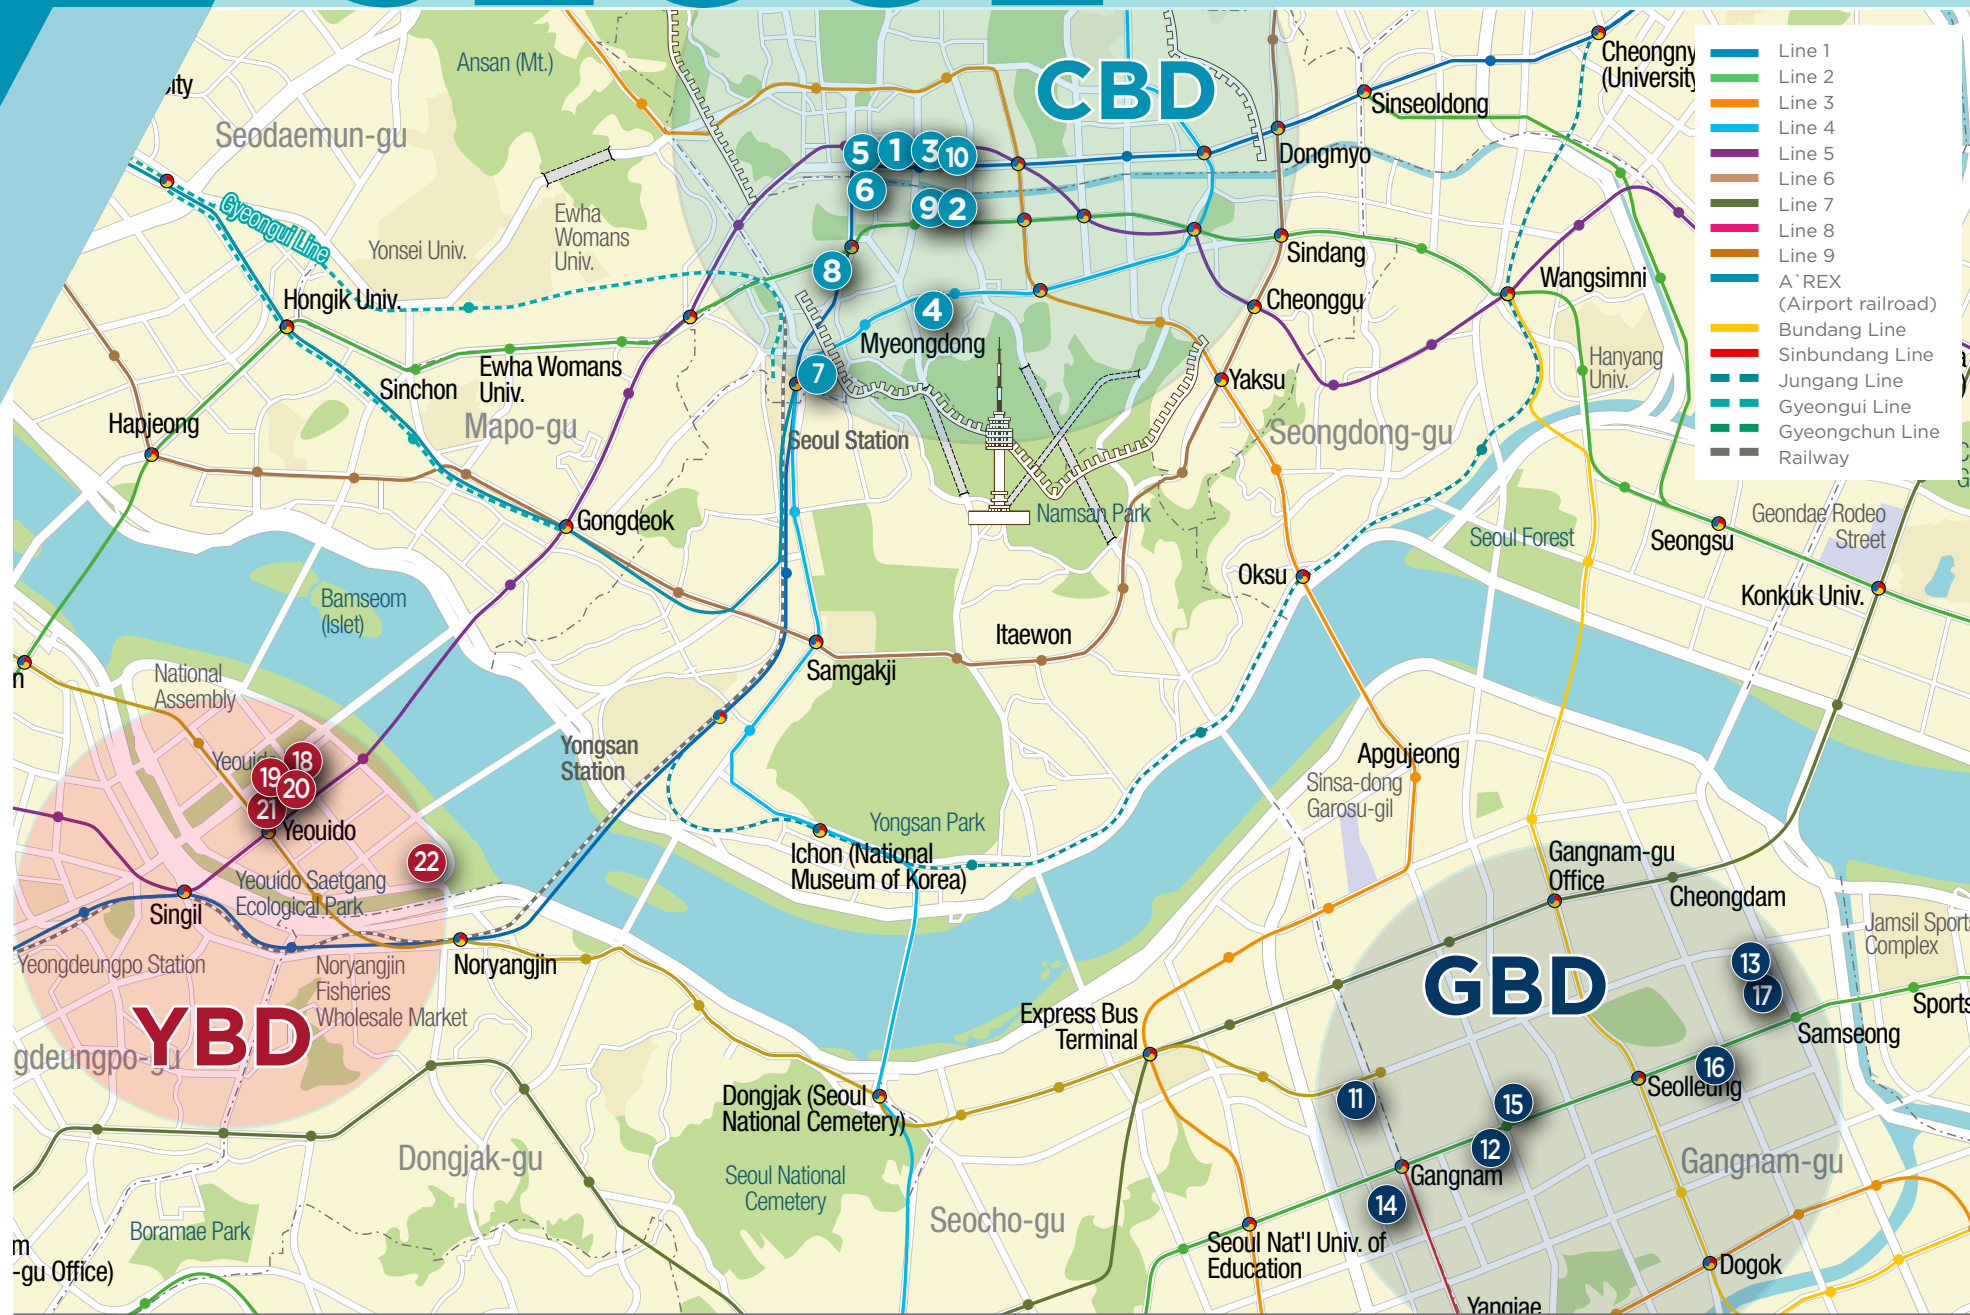 CBD
Ansan (Mt.)
Seodaemun-gu
Gyeongui Line
Yonsei Univ.
Ewha
Womans
Univ.
Hongik Univ.
Sinchon
Ewha Womans
Univ.
Hapjeong
Mapo-gu
Gongdeok
5
1
3
10
6
9
2
8
4
7
Myeongdong
Seoul Station
Namsan Park
Cheongny
(University
Sinseoldong
Dongmyo
Sindang
Cheonggu
Wangsimni
Hanyang
Univ.
Yaksu
Seongdong-gu
Line 1
Line 2
Line 3
Line 4
Line 5
Line 6
Line 7
Line 8
Line 9
A`REX
(Airport railroad)
Bundang Line
Sinbundang Line
Jungang Line
Gyeongui Line
Gyeongchun Line
Railway
Geondae Rodeo
Street
Seoul Forest
Seongsu
Konkuk Univ.
Oksu
Itaewon
Samgakji
Bamseom
(Islet)
National
Assembly
Yongsan
Station
18
19
20
21
22
Yeouido
Yeouido Saetgang
Ecological Park
Singil
Yeongdeungpo Station
Noryangjin
Fisheries
Wholesale Market
Noryangjin
YBD
gdeungpo-gu
Yongsan Park
Ichon (National
Museum of Korea)
Apgujeong
Sinsa-dong
Garosu-gil
Gangnam-gu
Office
Cheongdam
Jamsil Sport
Complex
GBD
13
17
Sports
Samseong
16
Seolleung
15
12
11
14
Gangnam
Gangnam-gu
Express Bus
Terminal
Dongjak (Seoul
National Cemetery)
Seoul National
Cemetery
Dongjak-gu
Seocho-gu
Boramae Park
-gu Office)
Seoul Nat'l Univ. of
Education
Dogok
Yangjae